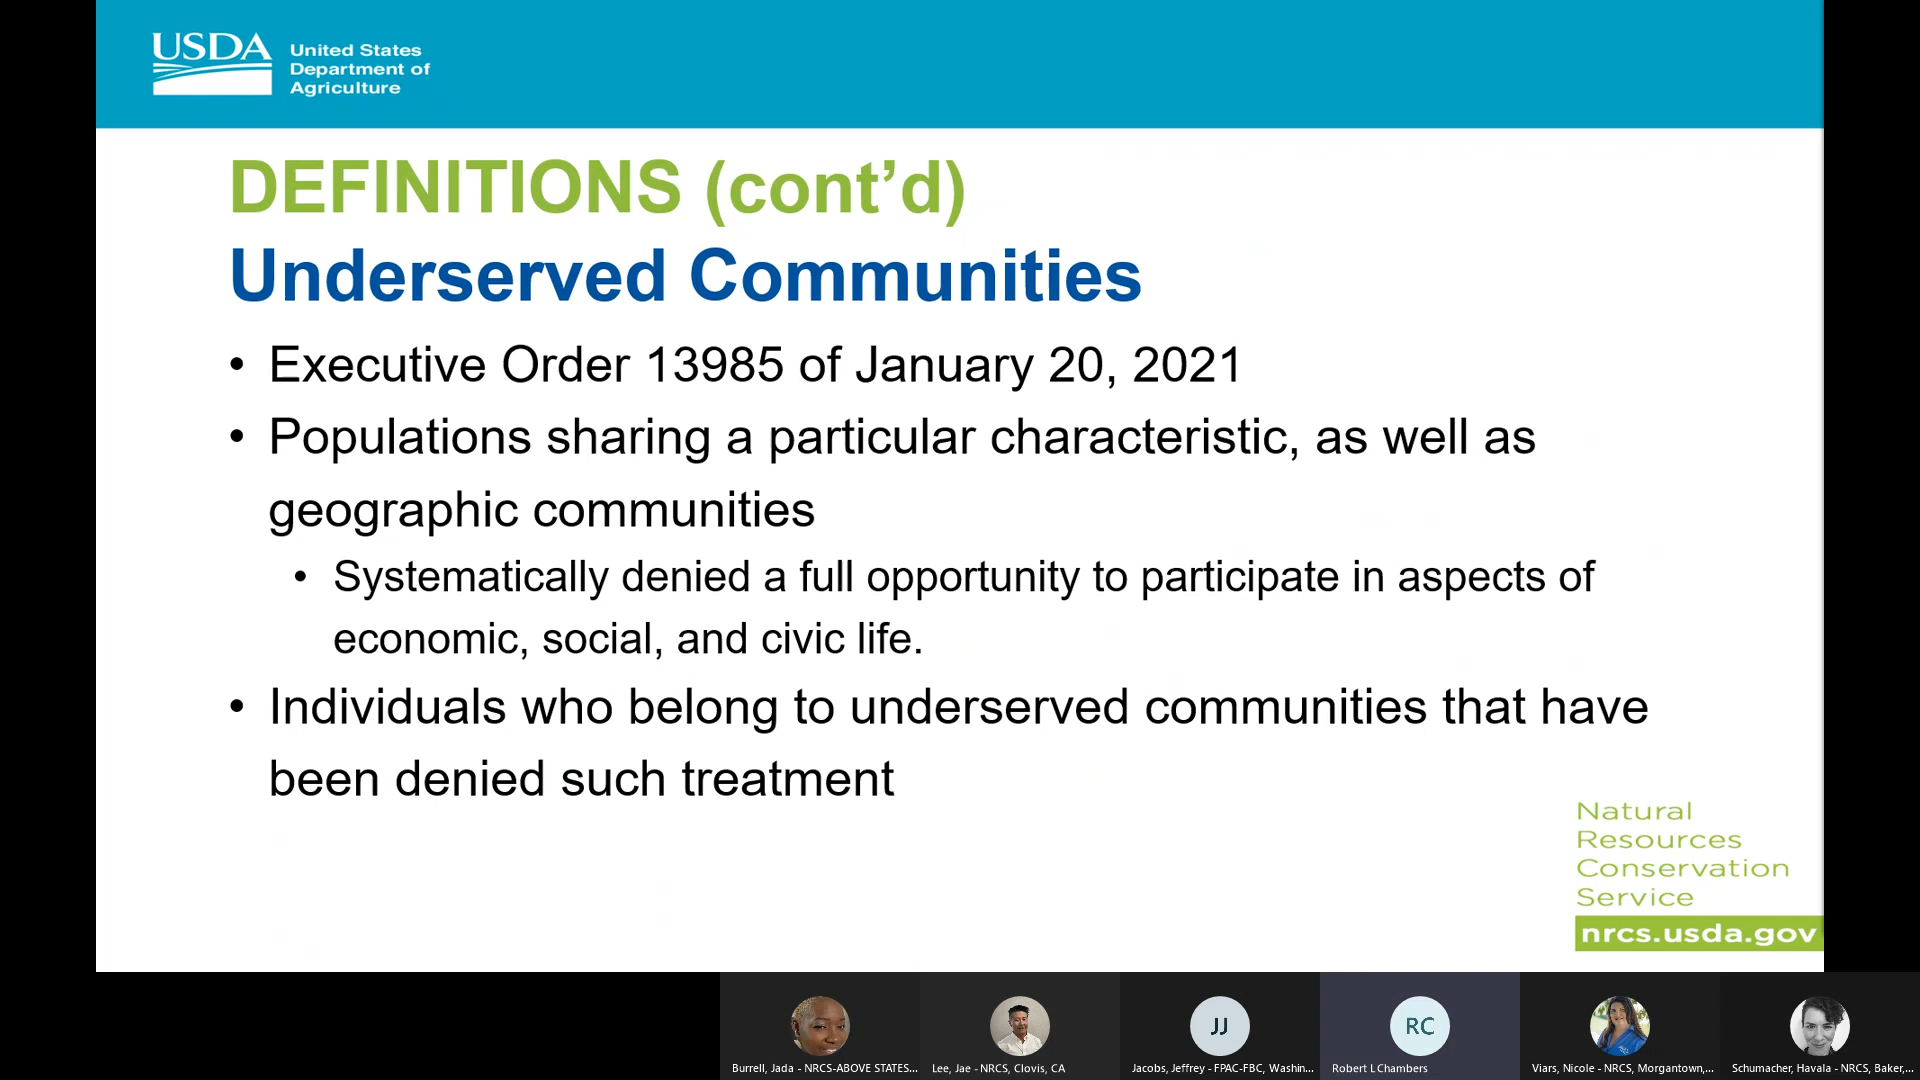 USDA
United States
Department of
Agriculture
DEFINITIONS (cont’d)
Underserved Communities
• Executive Order 13985 of January 20, 2021
• Populations sharing a particular characteristic, as well as
geographic communities
• Systematically denied a full opportunity to participate in aspects of
economic, social, and civic life.
• Individuals who belong to underserved communities that have
been denied such treatment
Natural
Resources
Conservation
Service
nrcs.usda.gov
JJ
RC
Burrell, Jada - NRCS-ABOVE STATES...
Lee, Jae - NRCS, Clovis, CA
Jacobs, Jeffrey - FPAC-FBC, Washin...
Robert L Chambers
Viars, Nicole - NRCS, Morgantown,...
Schumacher, Havala - NRCS, Baker,...